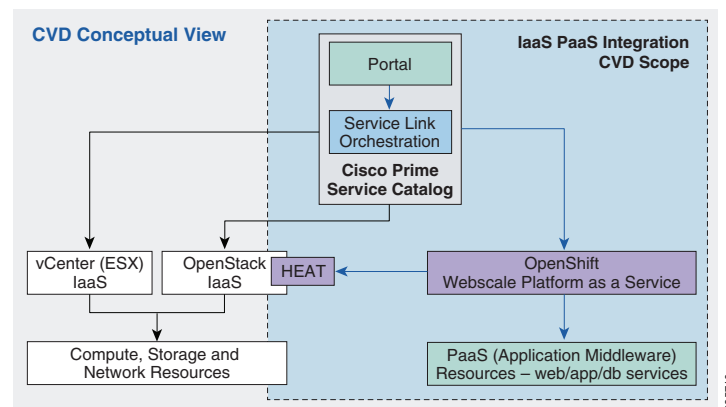 CVD Conceptual View
IaaS PaaS Integration
CVD Scope
Portal
Service Link
Orchestration
Cisco Prime
Service Catalog
vCenter (ESX)
IaaS
OpenStack
IaaS
HEAT
OpenShift
Webscale Platform as a Service
Compute, Storage and
Network Resources
PaaS (Application Middleware)
Resources – web/app/db services